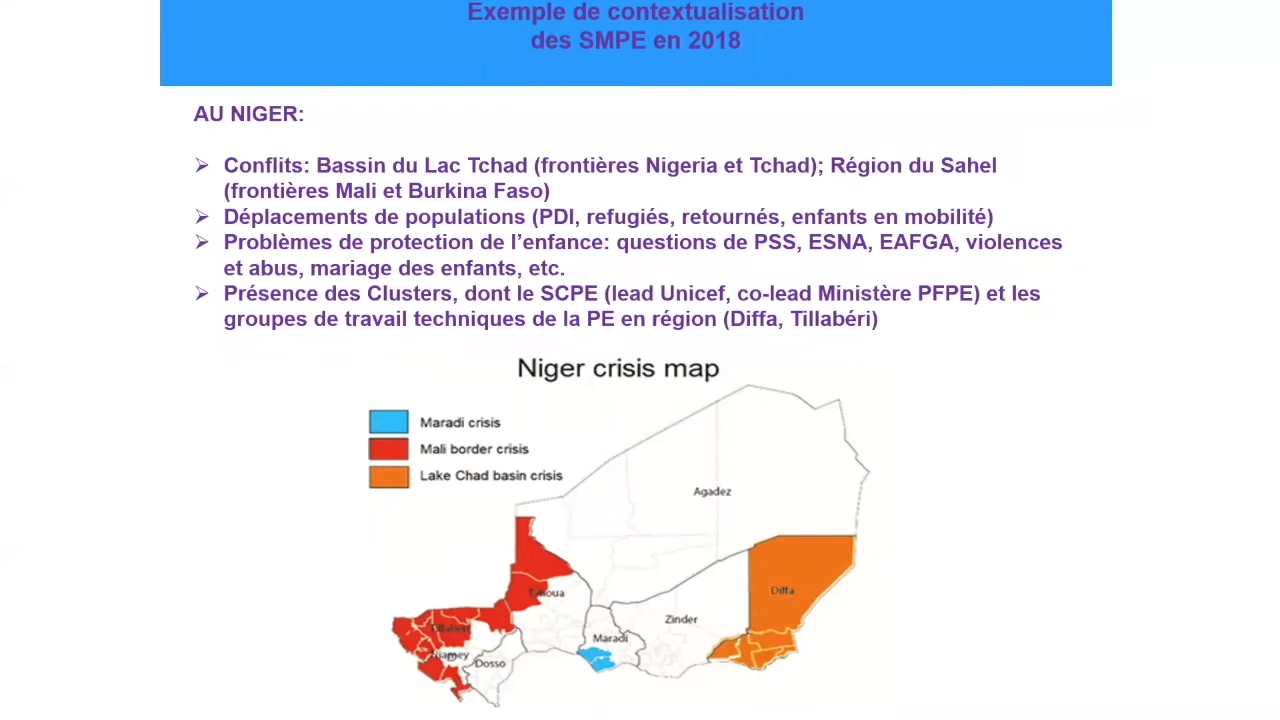 Exemple de contextualisation
des SMPE en 2018
AU NIGER:
Conflits: Bassin du Lac Tchad (frontières Nigeria et Tchad); Région du Sahel
(frontières Mali et Burkina Faso)
Déplacements de populations (PDI, refugiés, retournés, enfants en mobilité)
Problèmes de protection de l’enfance: questions de PSS, ESNA, EAFGA, violences
et abus, mariage des enfants, etc.
Présence des Clusters, dont le SCPE (lead Unicef, co-lead Ministère PFPE) et les
groupes de travail techniques de la PE en région (Diffa, Tillabéri)
Niger crisis map
Maradi crisis
Mali border crisis
Lake Chad basin crisis
Agadez
Tahoua
Diffa
Zinder
Tillaberi
Maradi
Niamey
Dosso